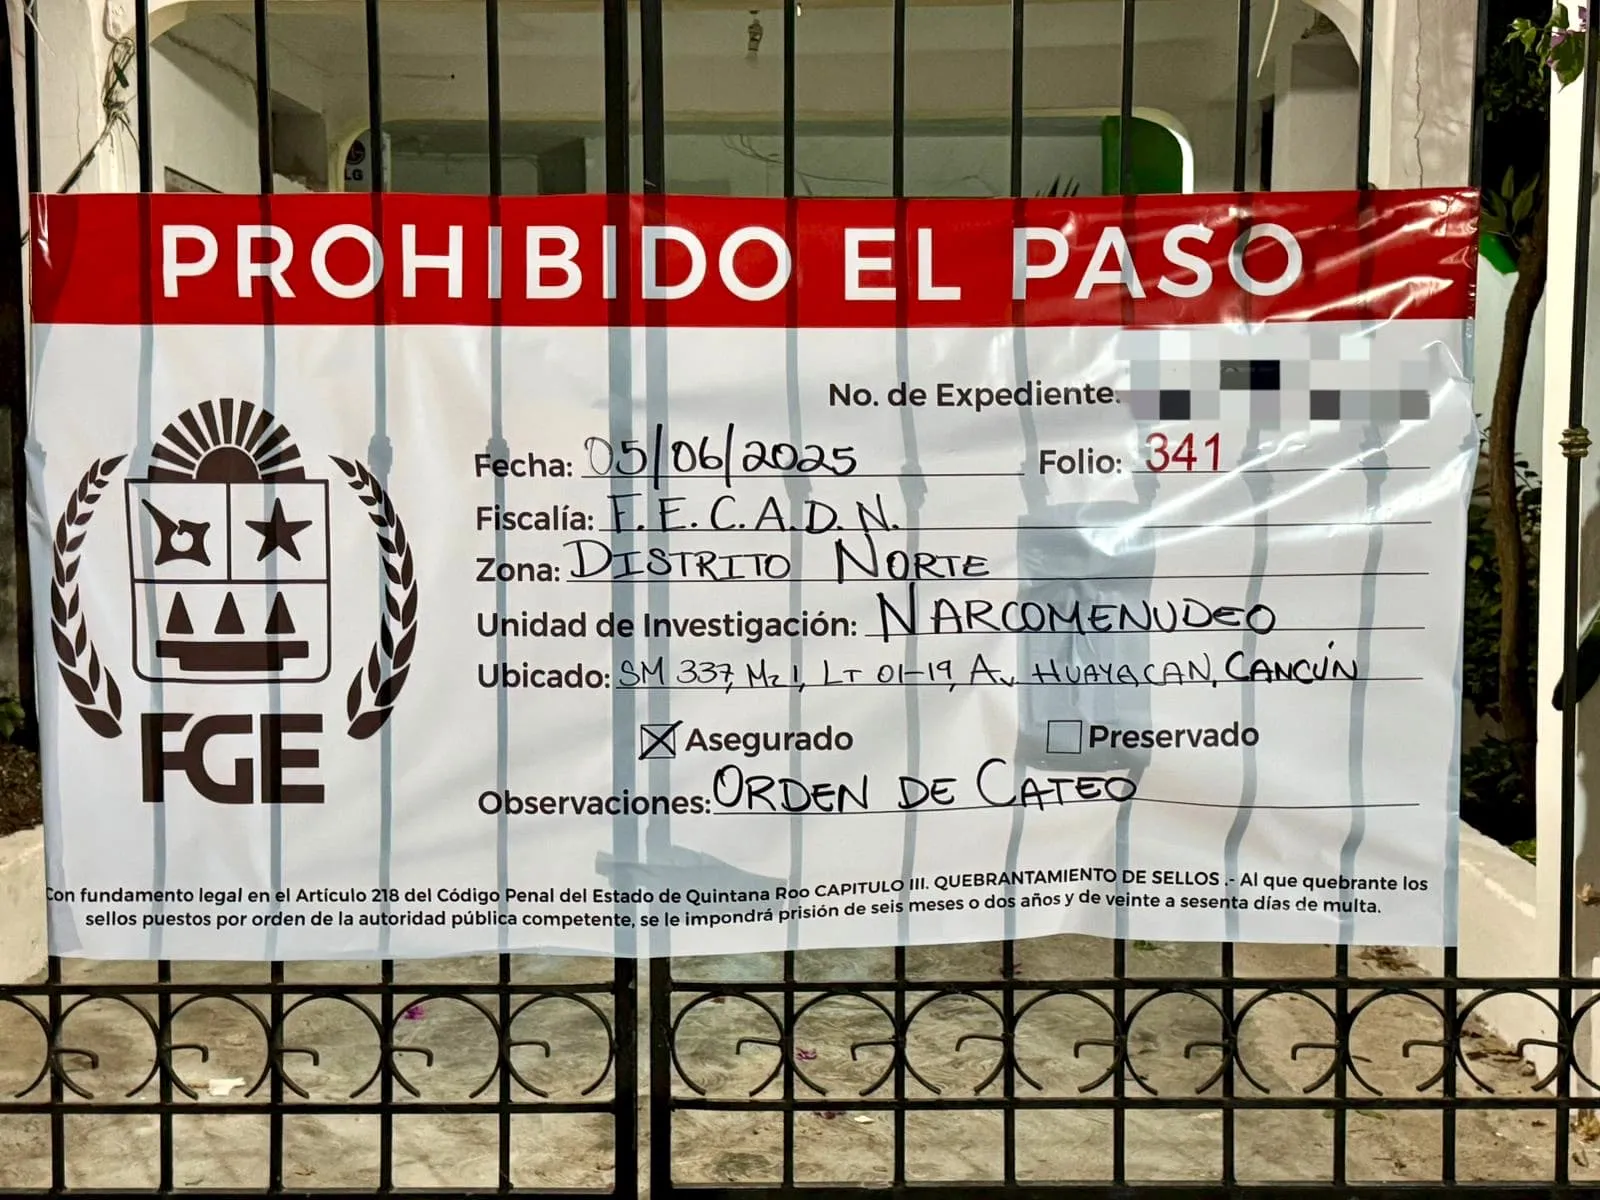 LG
PROHIBIDO EL PASO
No. de Expediente:
Fecha: 05/06/2025 Folio: 341
Fiscalía: F.E.C.A.D.N.
Zona: DISTRITO NORTE
Unidad de Investigación: NARCOMENUDEO
Ubicado: SM 337, Mz 1, LT 01-19, Av HUAYACAN, CANCÚN
☒ Asegurado ☐ Preservado
Observaciones: ORDEN DE CATEO
FGE
Con fundamento legal en el Artículo 218 del Código Penal del Estado de Quintana Roo CAPITULO III. QUEBRANTAMIENTO DE SELLOS .- Al que quebrante los
sellos puestos por orden de la autoridad pública competente, se le impondrá prisión de seis meses o dos años y de veinte a sesenta días de multa.